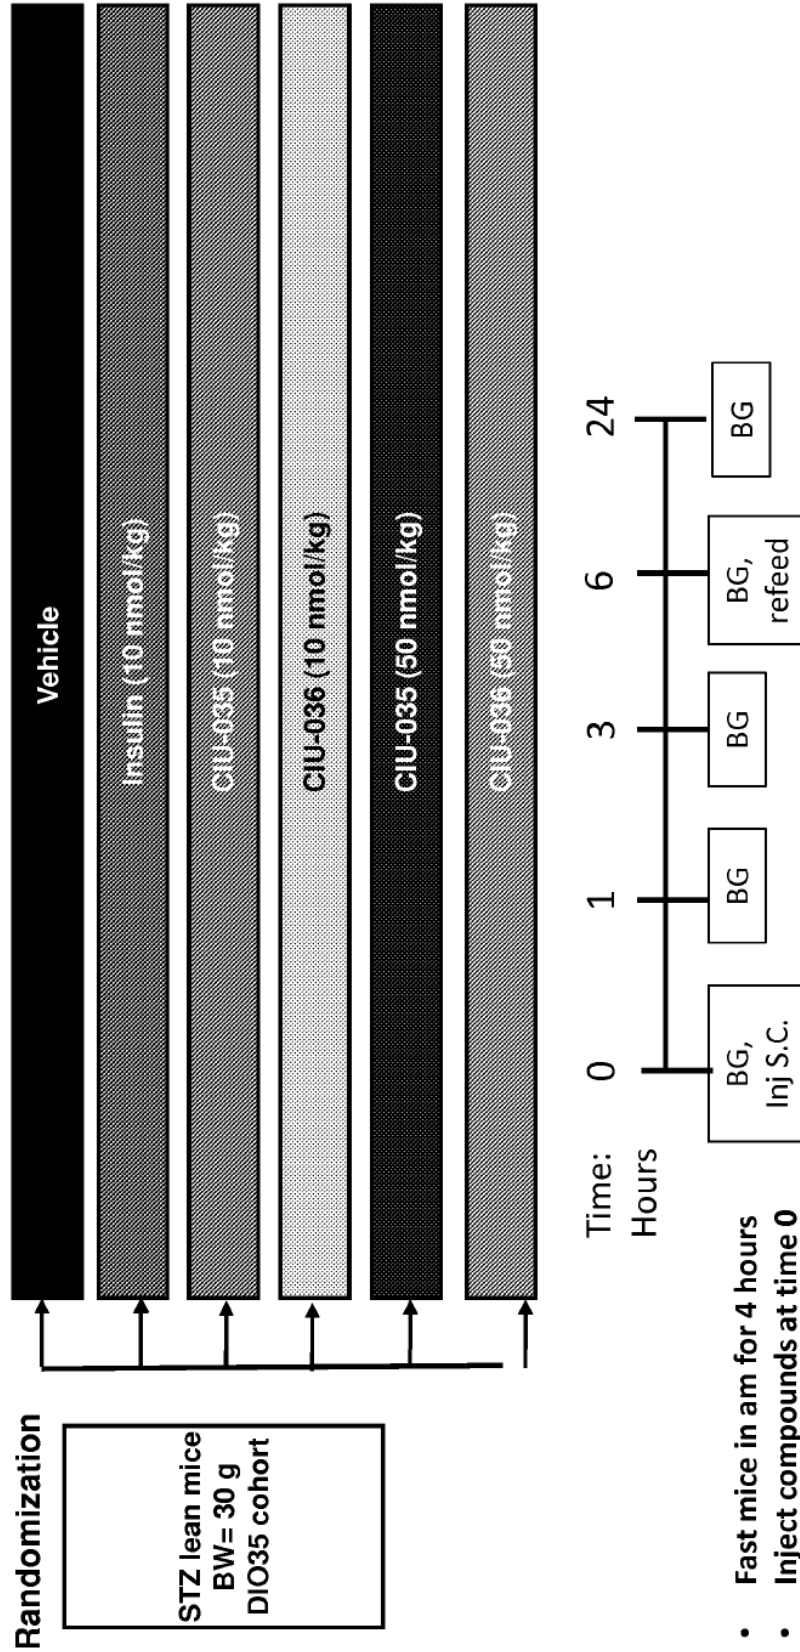 Randomization
STZ lean mice
BW= 30 g
DIO35 cohort
Vehicle
Insulin (10 nmol/kg)
CIU-035 (10 nmol/kg)
CIU-036 (10 nmol/kg)
CIU-035 (50 nmol/kg)
CIU-036 (50 nmol/kg)
Time: 0 1 3 6 24
Hours
BG,
Inj S.C.
BG
BG
BG,
refeed
BG
• Fast mice in am for 4 hours
• Inject compounds at time 0